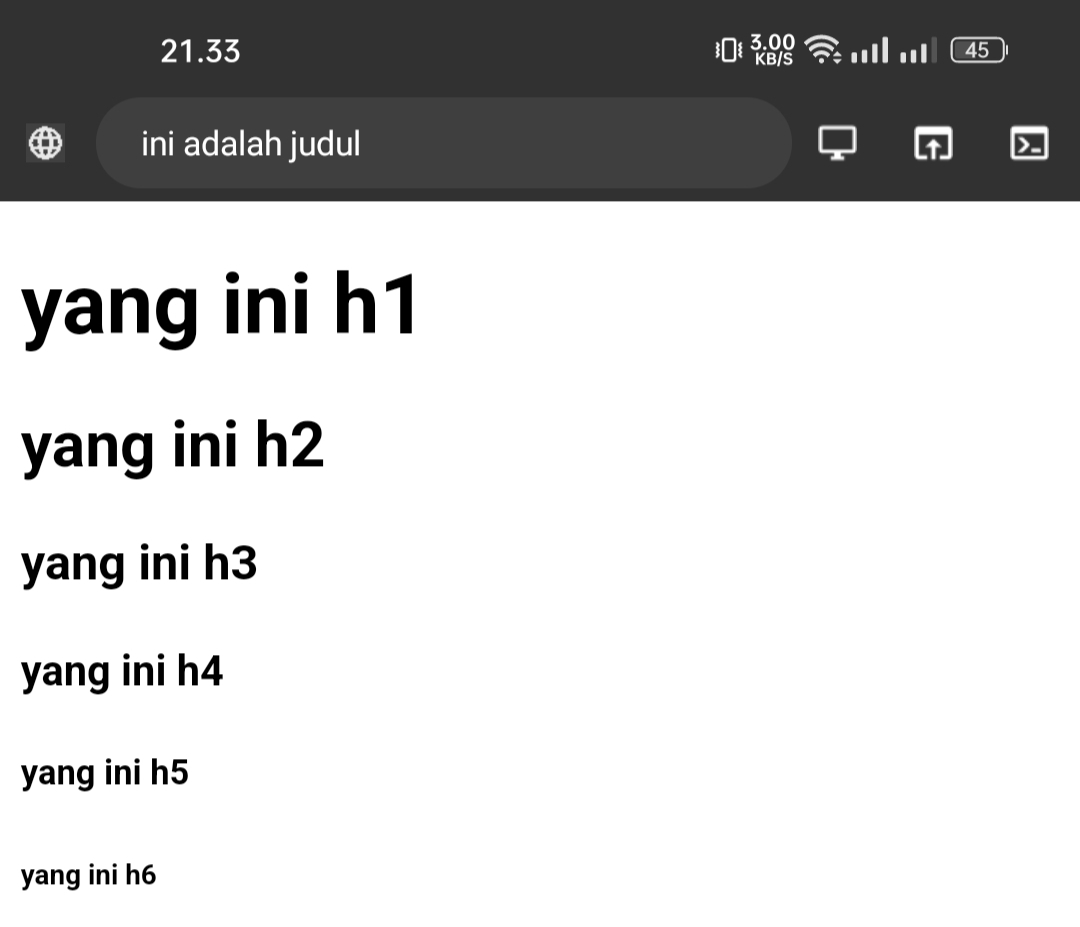 21.33
3.00
KB/S
45
ini adalah judul
yang ini h1
yang ini h2
yang ini h3
yang ini h4
yang ini h5
yang ini h6